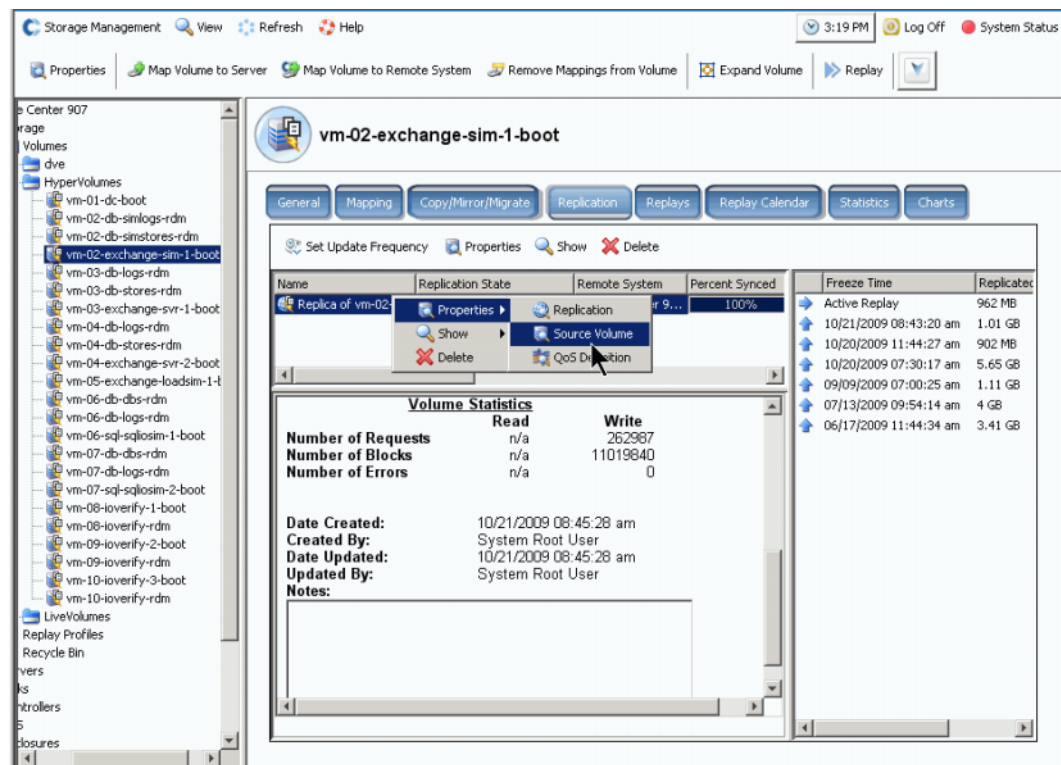 Storage Management View Refresh Help 3:19 PM Log Off System Status
Properties Map Volume to Server Map Volume to Remote System Remove Mappings from Volume Expand Volume Replay
e Center 907
rage
Volumes
dve
HyperVolumes
vm-01-dc-boot
vm-02-db-simlogs-rdm
vm-02-db-simstores-rdm
vm-02-exchange-sim-1-boot
vm-03-db-logs-rdm
vm-03-db-stores-rdm
vm-03-exchange-svr-1-boot
vm-04-db-logs-rdm
vm-04-db-stores-rdm
vm-04-exchange-svr-2-boot
vm-05-exchange-loadsim-1-b
vm-06-db-dbs-rdm
vm-06-db-logs-rdm
vm-06-sql-sqliosim-1-boot
vm-07-db-dbs-rdm
vm-07-db-logs-rdm
vm-07-sql-sqliosim-2-boot
vm-08-ioverify-1-boot
vm-08-ioverify-rdm
vm-09-ioverify-2-boot
vm-09-ioverify-rdm
vm-10-ioverify-3-boot
vm-10-ioverify-rdm
LiveVolumes
Replay Profiles
Recycle Bin
vers
ks
ntrollers
S
closures
vm-02-exchange-sim-1-boot
General Mapping Copy/Mirror/Migrate Replication Replays Replay Calendar Statistics Charts
Set Update Frequency Properties Show Delete
Name Replication State Remote System Percent Synced
Replica of vm-02- er 9... 100%
Properties Replication
Show Source Volume
Delete QoS Definition
Volume Statistics
Read Write
Number of Requests n/a 262987
Number of Blocks n/a 11019840
Number of Errors n/a 0
Date Created: 10/21/2009 08:45:28 am
Created By: System Root User
Date Updated: 10/21/2009 08:45:28 am
Updated By: System Root User
Notes:
Freeze Time Replicated
Active Replay 962 MB
10/21/2009 08:43:20 am 1.01 GB
10/20/2009 11:44:27 am 902 MB
10/20/2009 07:30:17 am 5.65 GB
09/09/2009 07:00:25 am 1.11 GB
07/13/2009 09:54:14 am 4 GB
06/17/2009 11:44:34 am 3.41 GB